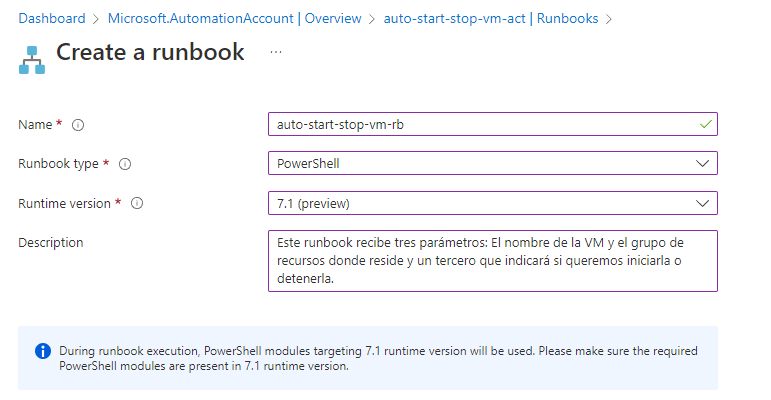 Dashboard > Microsoft.AutomationAccount | Overview > auto-start-stop-vm-act | Runbooks >
Create a runbook ...
Name *
auto-start-stop-vm-rb
Runbook type *
PowerShell
Runtime version *
7.1 (preview)
Description
Este runbook recibe tres parámetros: El nombre de la VM y el grupo de
recursos donde reside y un tercero que indicará si queremos iniciarla o
detenerla.
During runbook execution, PowerShell modules targeting 7.1 runtime version will be used. Please make sure the required
PowerShell modules are present in 7.1 runtime version.